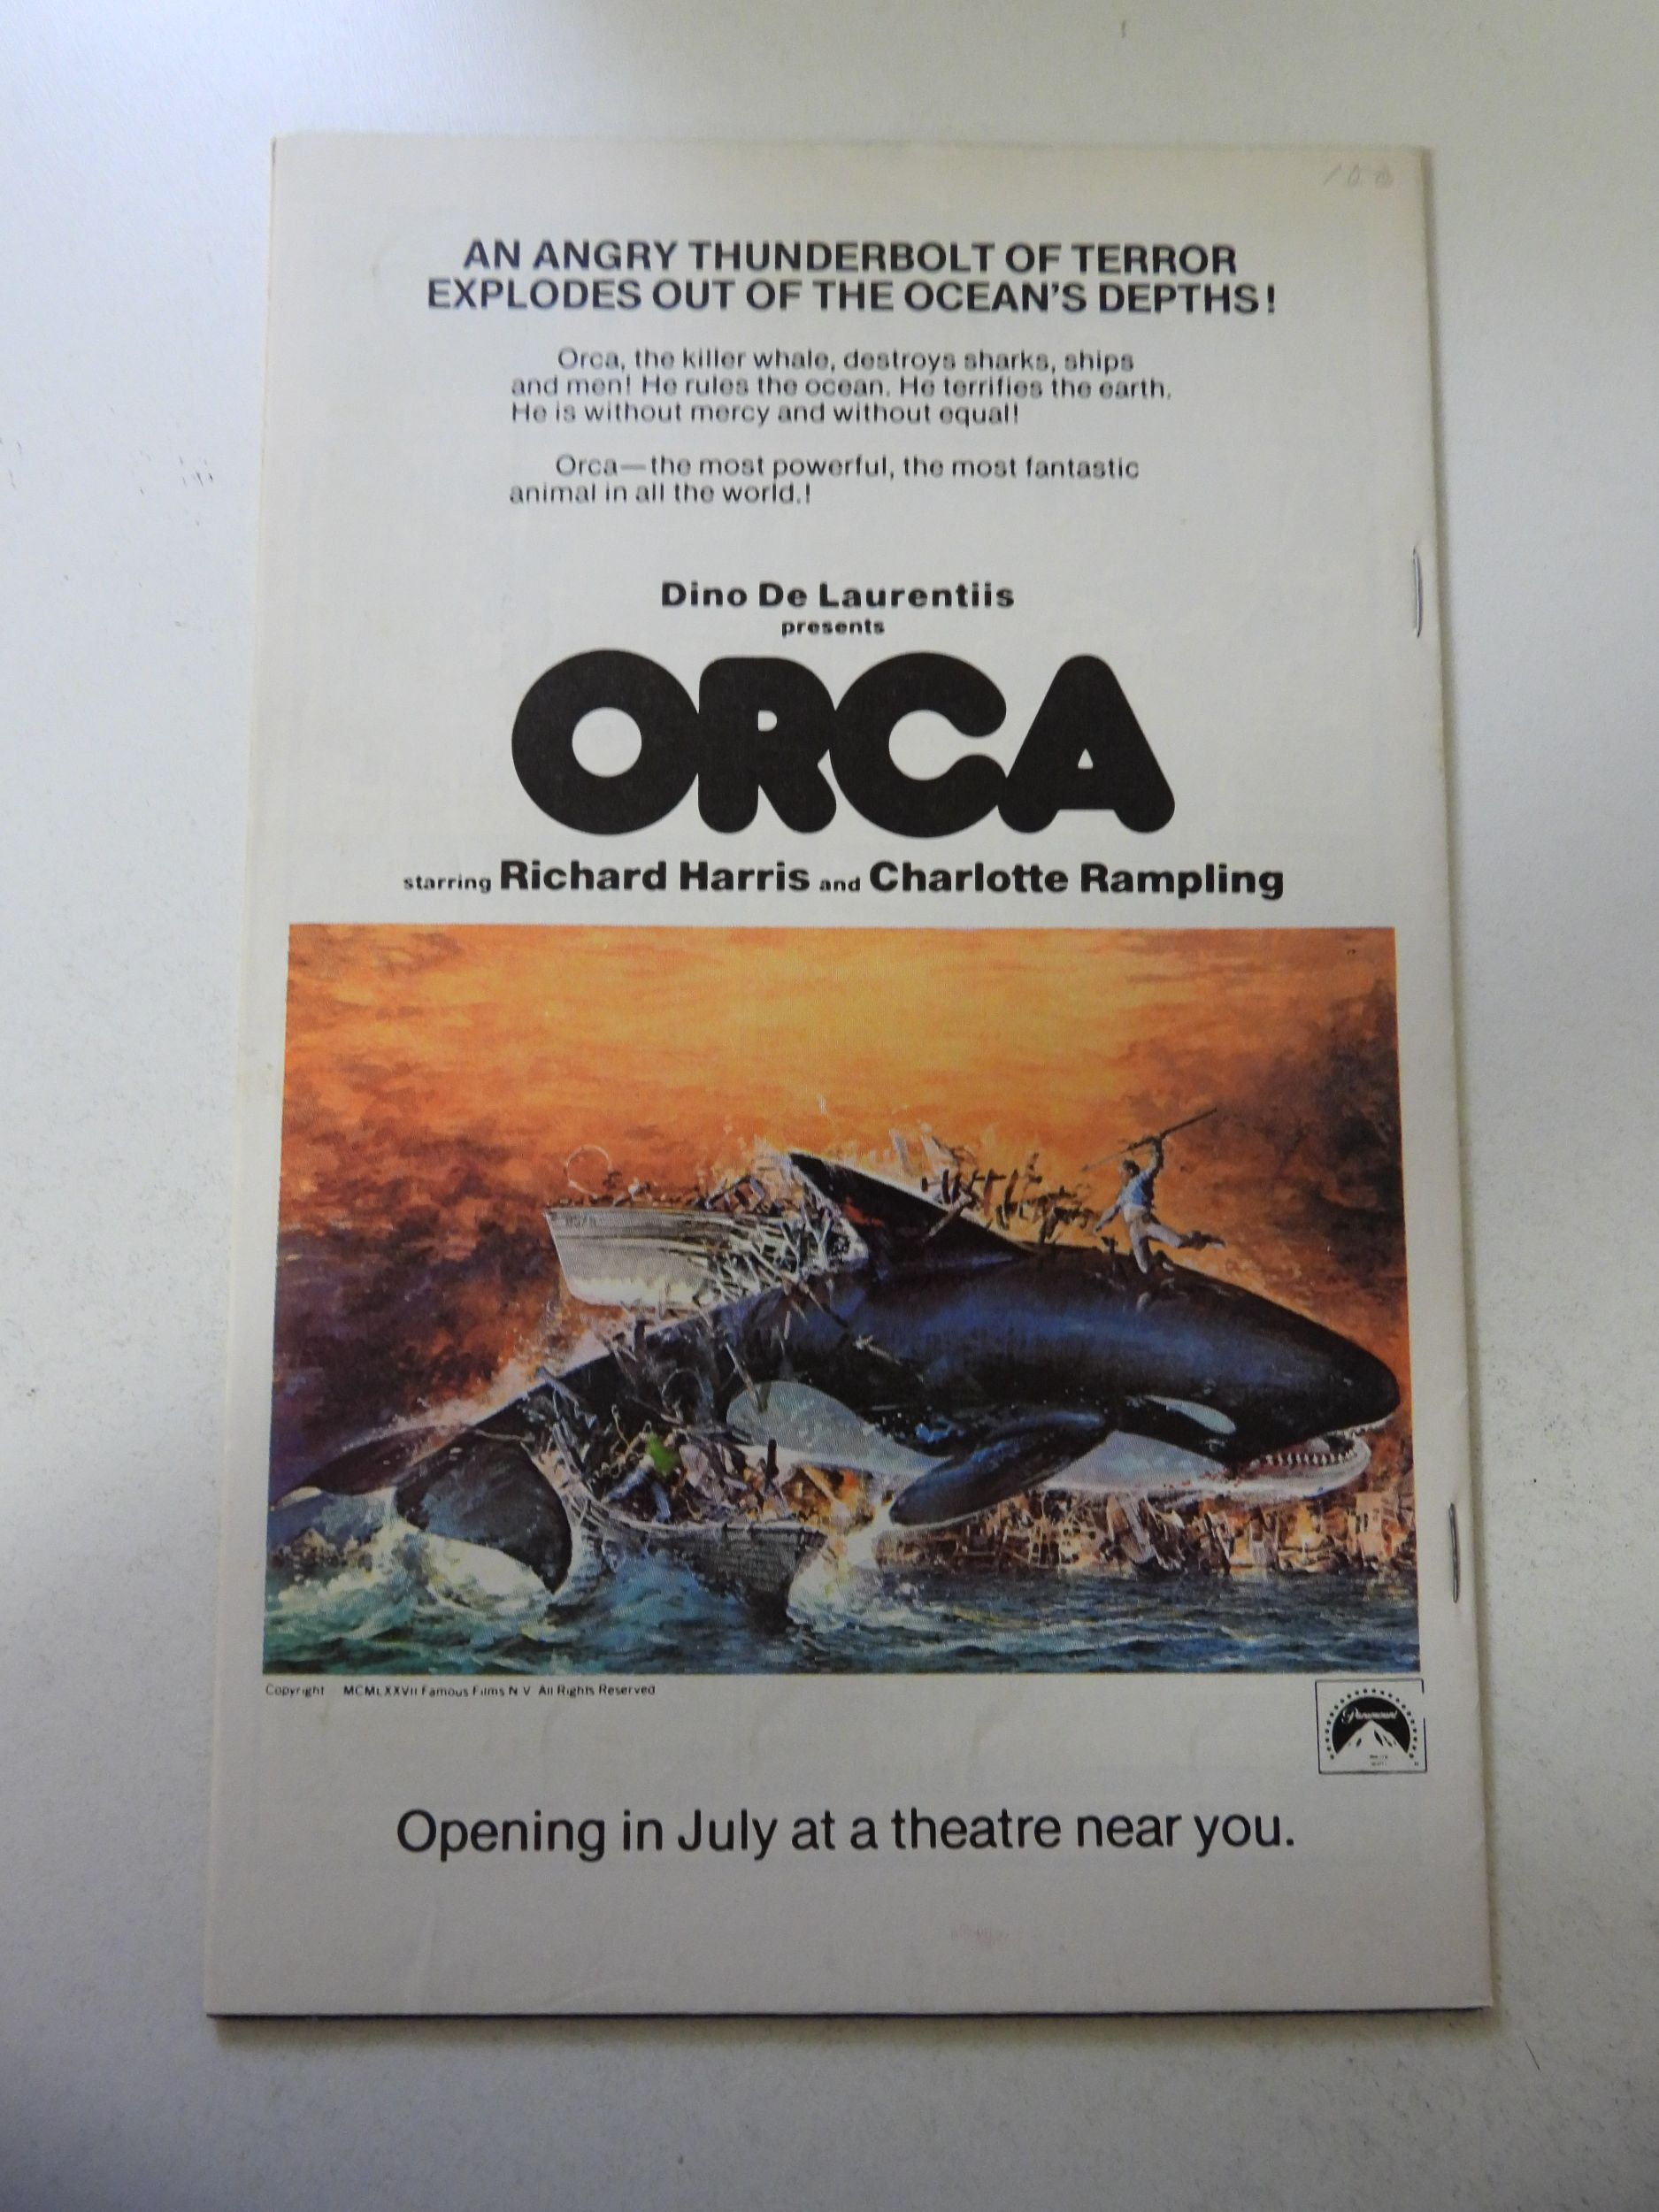 AN ANGRY THUNDERBOLT OF TERROR
EXPLODES OUT OF THE OCEAN'S DEPTHS!
Orca, the killer whale, destroys sharks, ships
and men! He rules the ocean. He terrifies the earth.
He is without mercy and without equal!
Orca—the most powerful, the most fantastic
animal in all the world.!
Dino De Laurentiis
presents
ORCA
starring Richard Harris and Charlotte Rampling
Copyright MCMLXXVII Famous Films N V All Rights Reserved
Paramount
Opening in July at a theatre near you.